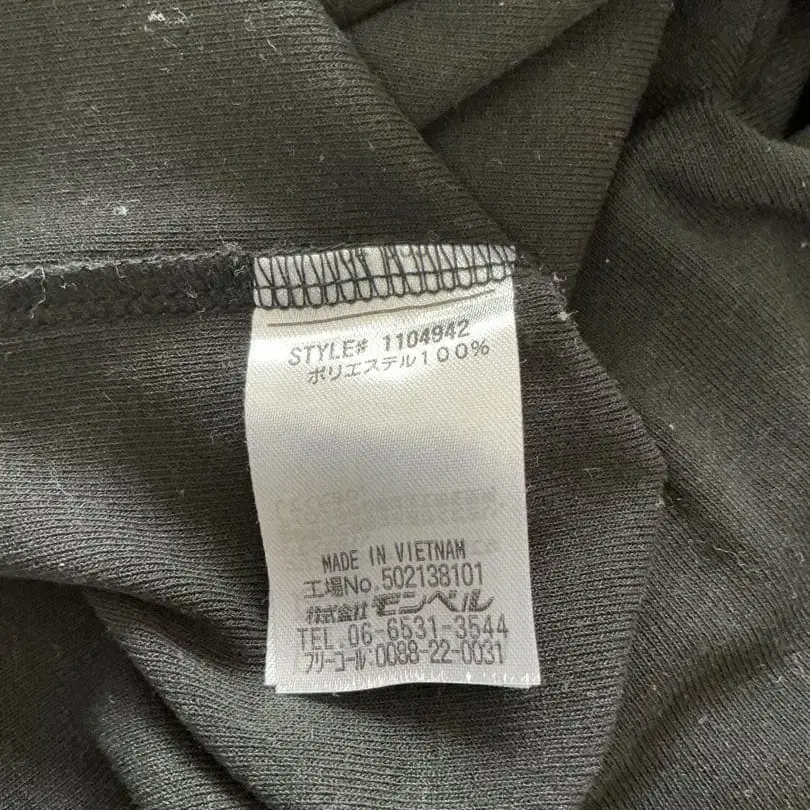 STYLE# 1104942
ポリエステル100%
MADE IN VIETNAM
工場No.502138101
株式会社モンベル
TEL.06-6531-3544
フリーコール:0088-22-0031